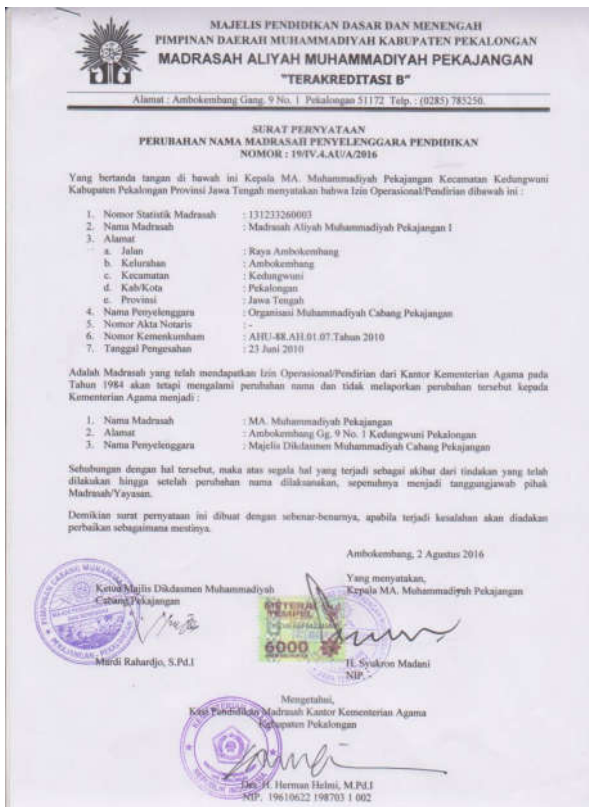 MAJELIS PENDIDIKAN DASAR DAN MENENGAH
PIMPINAN DAERAH MUHAMMADIYAH KABUPATEN PEKALONGAN
MADRASAH ALIYAH MUHAMMADIYAH PEKAJANGAN
"TERAKREDITASI B"
Alamat : Ambokembang Gang. 9 No. 1 Pekalongan 51172 Telp. : (0285) 785250.
SURAT PERNYATAAN
PERUBAHAN NAMA MADRASAH PENYELENGGARA PENDIDIKAN
NOMOR : 19/IV.4.AU/A/2016
Yang bertanda tangan di bawah ini Kepala MA. Muhammadiyah Pekajangan Kecamatan Kedungwuni
Kabupaten Pekalongan Provinsi Jawa Tengah menyatakan bahwa Izin Operasional/Pendirian dibawah ini :
1. Nomor Statistik Madrasah : 131233260003
2. Nama Madrasah : Madrasah Aliyah Muhammadiyah Pekajangan I
3. Alamat
a. Jalan : Raya Ambokembang
b. Kelurahan : Ambokembang
c. Kecamatan : Kedungwuni
d. Kab/Kota : Pekalongan
e. Provinsi : Jawa Tengah
4. Nama Penyelenggara : Organisasi Muhammadiyah Cabang Pekajangan
5. Nomor Akta Notaris : -
6. Nomor Kemenkumham : AHU-88.AH.01.07.Tahun 2010
7. Tanggal Pengesahan : 23 Juni 2010
Adalah Madrasah yang telah mendapatkan Izin Operasional/Pendirian dari Kantor Kementerian Agama pada
Tahun 1984 akan tetapi mengalami perubahan nama dan tidak melaporkan perubahan tersebut kepada
Kementerian Agama menjadi :
1. Nama Madrasah : MA. Muhammadiyah Pekajangan
2. Alamat : Ambokembang Gg. 9 No. 1 Kedungwuni Pekalongan
3. Nama Penyelenggara : Majelis Dikdasmen Muhammadiyah Cabang Pekajangan
Sehubungan dengan hal tersebut, maka atas segala hal yang terjadi sebagai akibat dari tindakan yang telah
dilakukan hingga setelah perubahan nama dilaksanakan, sepenuhnya menjadi tanggungjawab pihak
Madrasah/Yayasan.
Demikian surat pernyataan ini dibuat dengan sebenar-benarnya, apabila terjadi kesalahan akan diadakan
perbaikan sebagaimana mestinya.
Ambokembang, 2 Agustus 2016
Yang menyatakan,
Ketua Majlis Dikdasmen Muhammadiyah
Cabang Pekajangan
Kepala MA. Muhammadiyah Pekajangan
METERAI
TEMPEL
6000
Murdi Rahardjo, S.Pd.I
H. Syukron Madani
NIP. -
Mengetahui,
Kasi Pendidikan Madrasah Kantor Kementerian Agama
Kabupaten Pekalongan
Drs. H. Herman Helmi, M.Pd.I
NIP. 19610622 198703 1 002